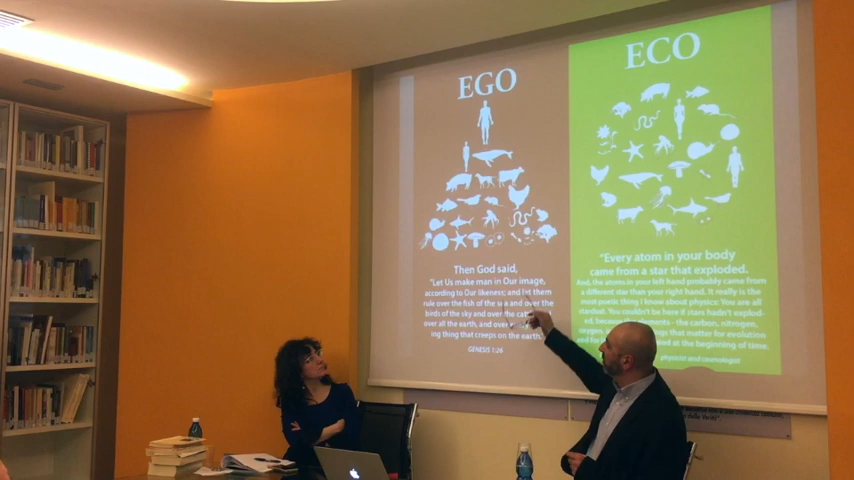 EGO
Then God said,
"Let Us make man in Our image,
according to Our likeness; and let them
rule over the fish of the sea and over the
birds of the sky and over the
over all the earth, and over
ing thing that creeps on the earth.
GENESIS 1:26
ECO
"Every atom in your body
came from a star that exploded.
And, the atoms in your left hand probably came from
a different star than your right hand. It really is the
most poetic thing I know about physics: You are all
stardust. You couldn't be here if stars hadn't explod-
ed, because - the carbon, nitrogen,
oxygen, things that matter for evolution
and at the beginning of time.
physicist and cosmologist